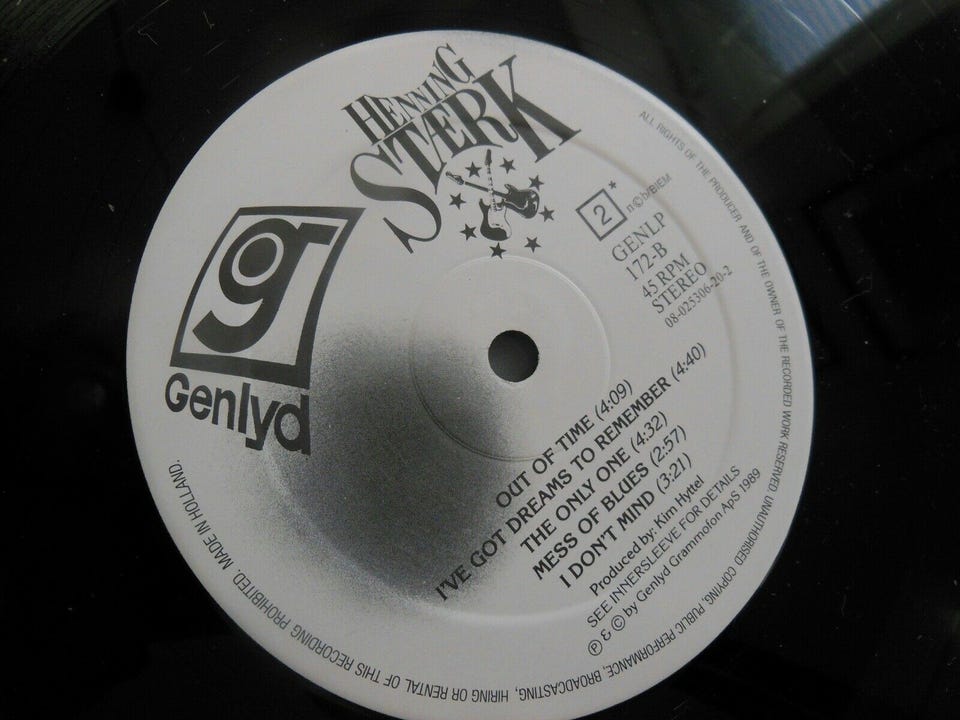 HENNING
STÆRK
g
Genlyd
2 *
n©b/BIEM
GENLP
172-B
45 RPM
STEREO
08-025306-20-2
OUT OF TIME (4:09)
I'VE GOT DREAMS TO REMEMBER (4:40)
THE ONLY ONE (4:32)
MESS OF BLUES (2:57)
I DON'T MIND (3:21)
Produced by: Kim Hyttel
SEE INNERSLEEVE FOR DETAILS
℗ & © by Genlyd Grammofon ApS 1989
ALL RIGHTS OF THE PRODUCER AND OF THE OWNER OF THE RECORDED WORK RESERVED UNAUTHORISED COPYING, PUBLIC PERFORMANCE, BROADCASTING, HIRING OR RENTAL OF THIS RECORDING PROHIBITED. MADE IN HOLLAND.